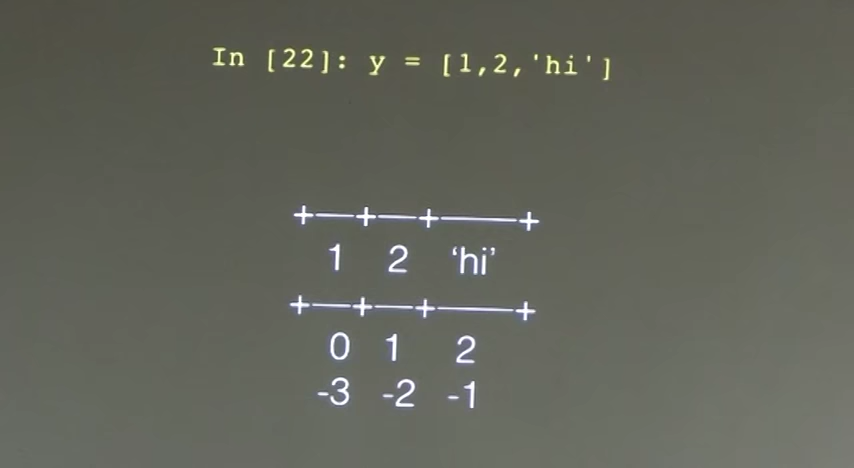 In [22]: y = [1,2,'hi']
+—+—+——+
1 2 ‘hi’
+—+—+——+
0 1 2
-3 -2 -1